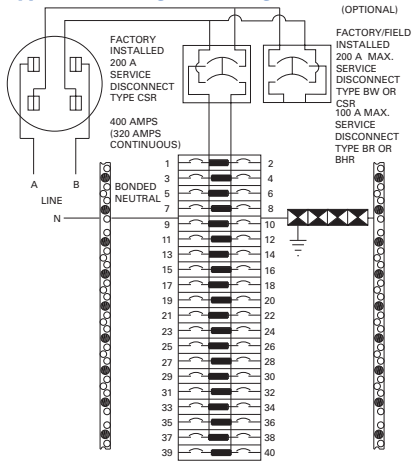 (OPTIONAL)
FACTORY
INSTALLED
200 A
SERVICE
DISCONNECT
TYPE CSR
400 AMPS
(320 AMPS
CONTINUOUS)
FACTORY/FIELD
INSTALLED
200 A  MAX.
SERVICE
DISCONNECT
TYPE BW OR
CSR
100 A MAX.
SERVICE
DISCONNECT
TYPE BR OR
BHR
A B
LINE
N
BONDED
NEUTRAL
1 2
3 4
5 6
7 8
9 10
11 12
13 14
15 16
17 18
19 20
21 22
23 24
25 26
27 28
29 30
31 32
33 34
35 36
37 38
39 40